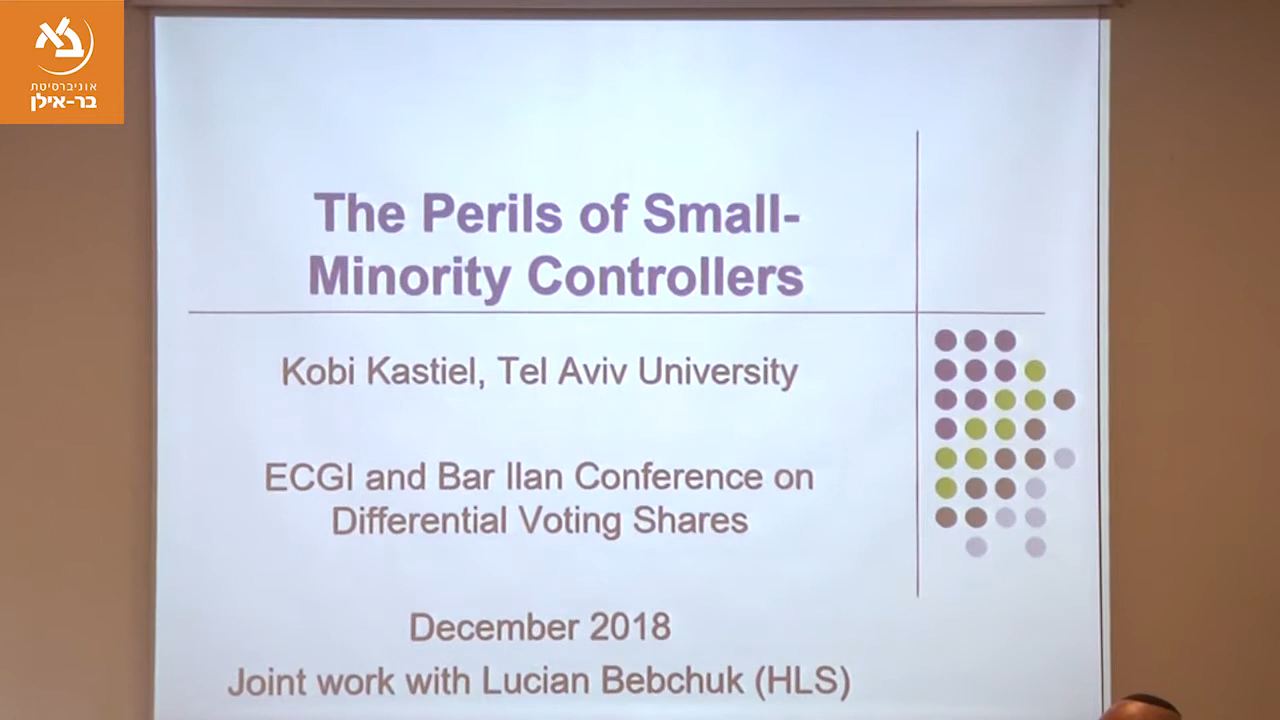 אוניברסיטת
בר-אילן
The Perils of Small-
Minority Controllers
Kobi Kastiel, Tel Aviv University
ECGI and Bar Ilan Conference on
Differential Voting Shares
December 2018
Joint work with Lucian Bebchuk (HLS)